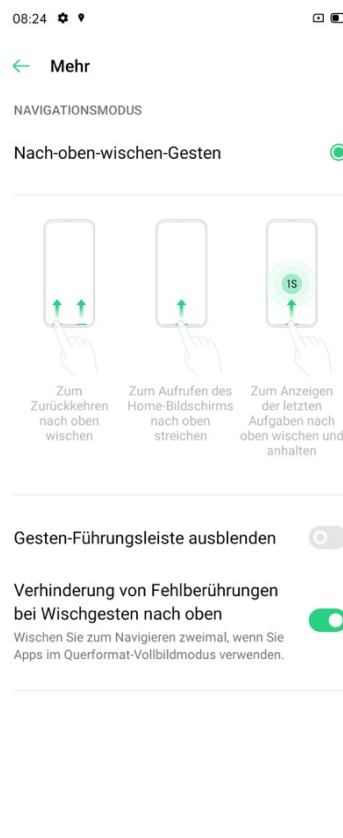 08:24
Mehr
NAVIGATIONSMODUS
Nach-oben-wischen-Gesten
1S
Zum
Zurückkehren
nach oben
wischen
Zum Aufrufen des
Home-Bildschirms
nach oben
streichen
Zum Anzeigen
der letzten
Aufgaben nach
oben wischen und
anhalten
Gesten-Führungsleiste ausblenden
Verhinderung von Fehlberührungen
bei Wischgesten nach oben
Wischen Sie zum Navigieren zweimal, wenn Sie
Apps im Querformat-Vollbildmodus verwenden.